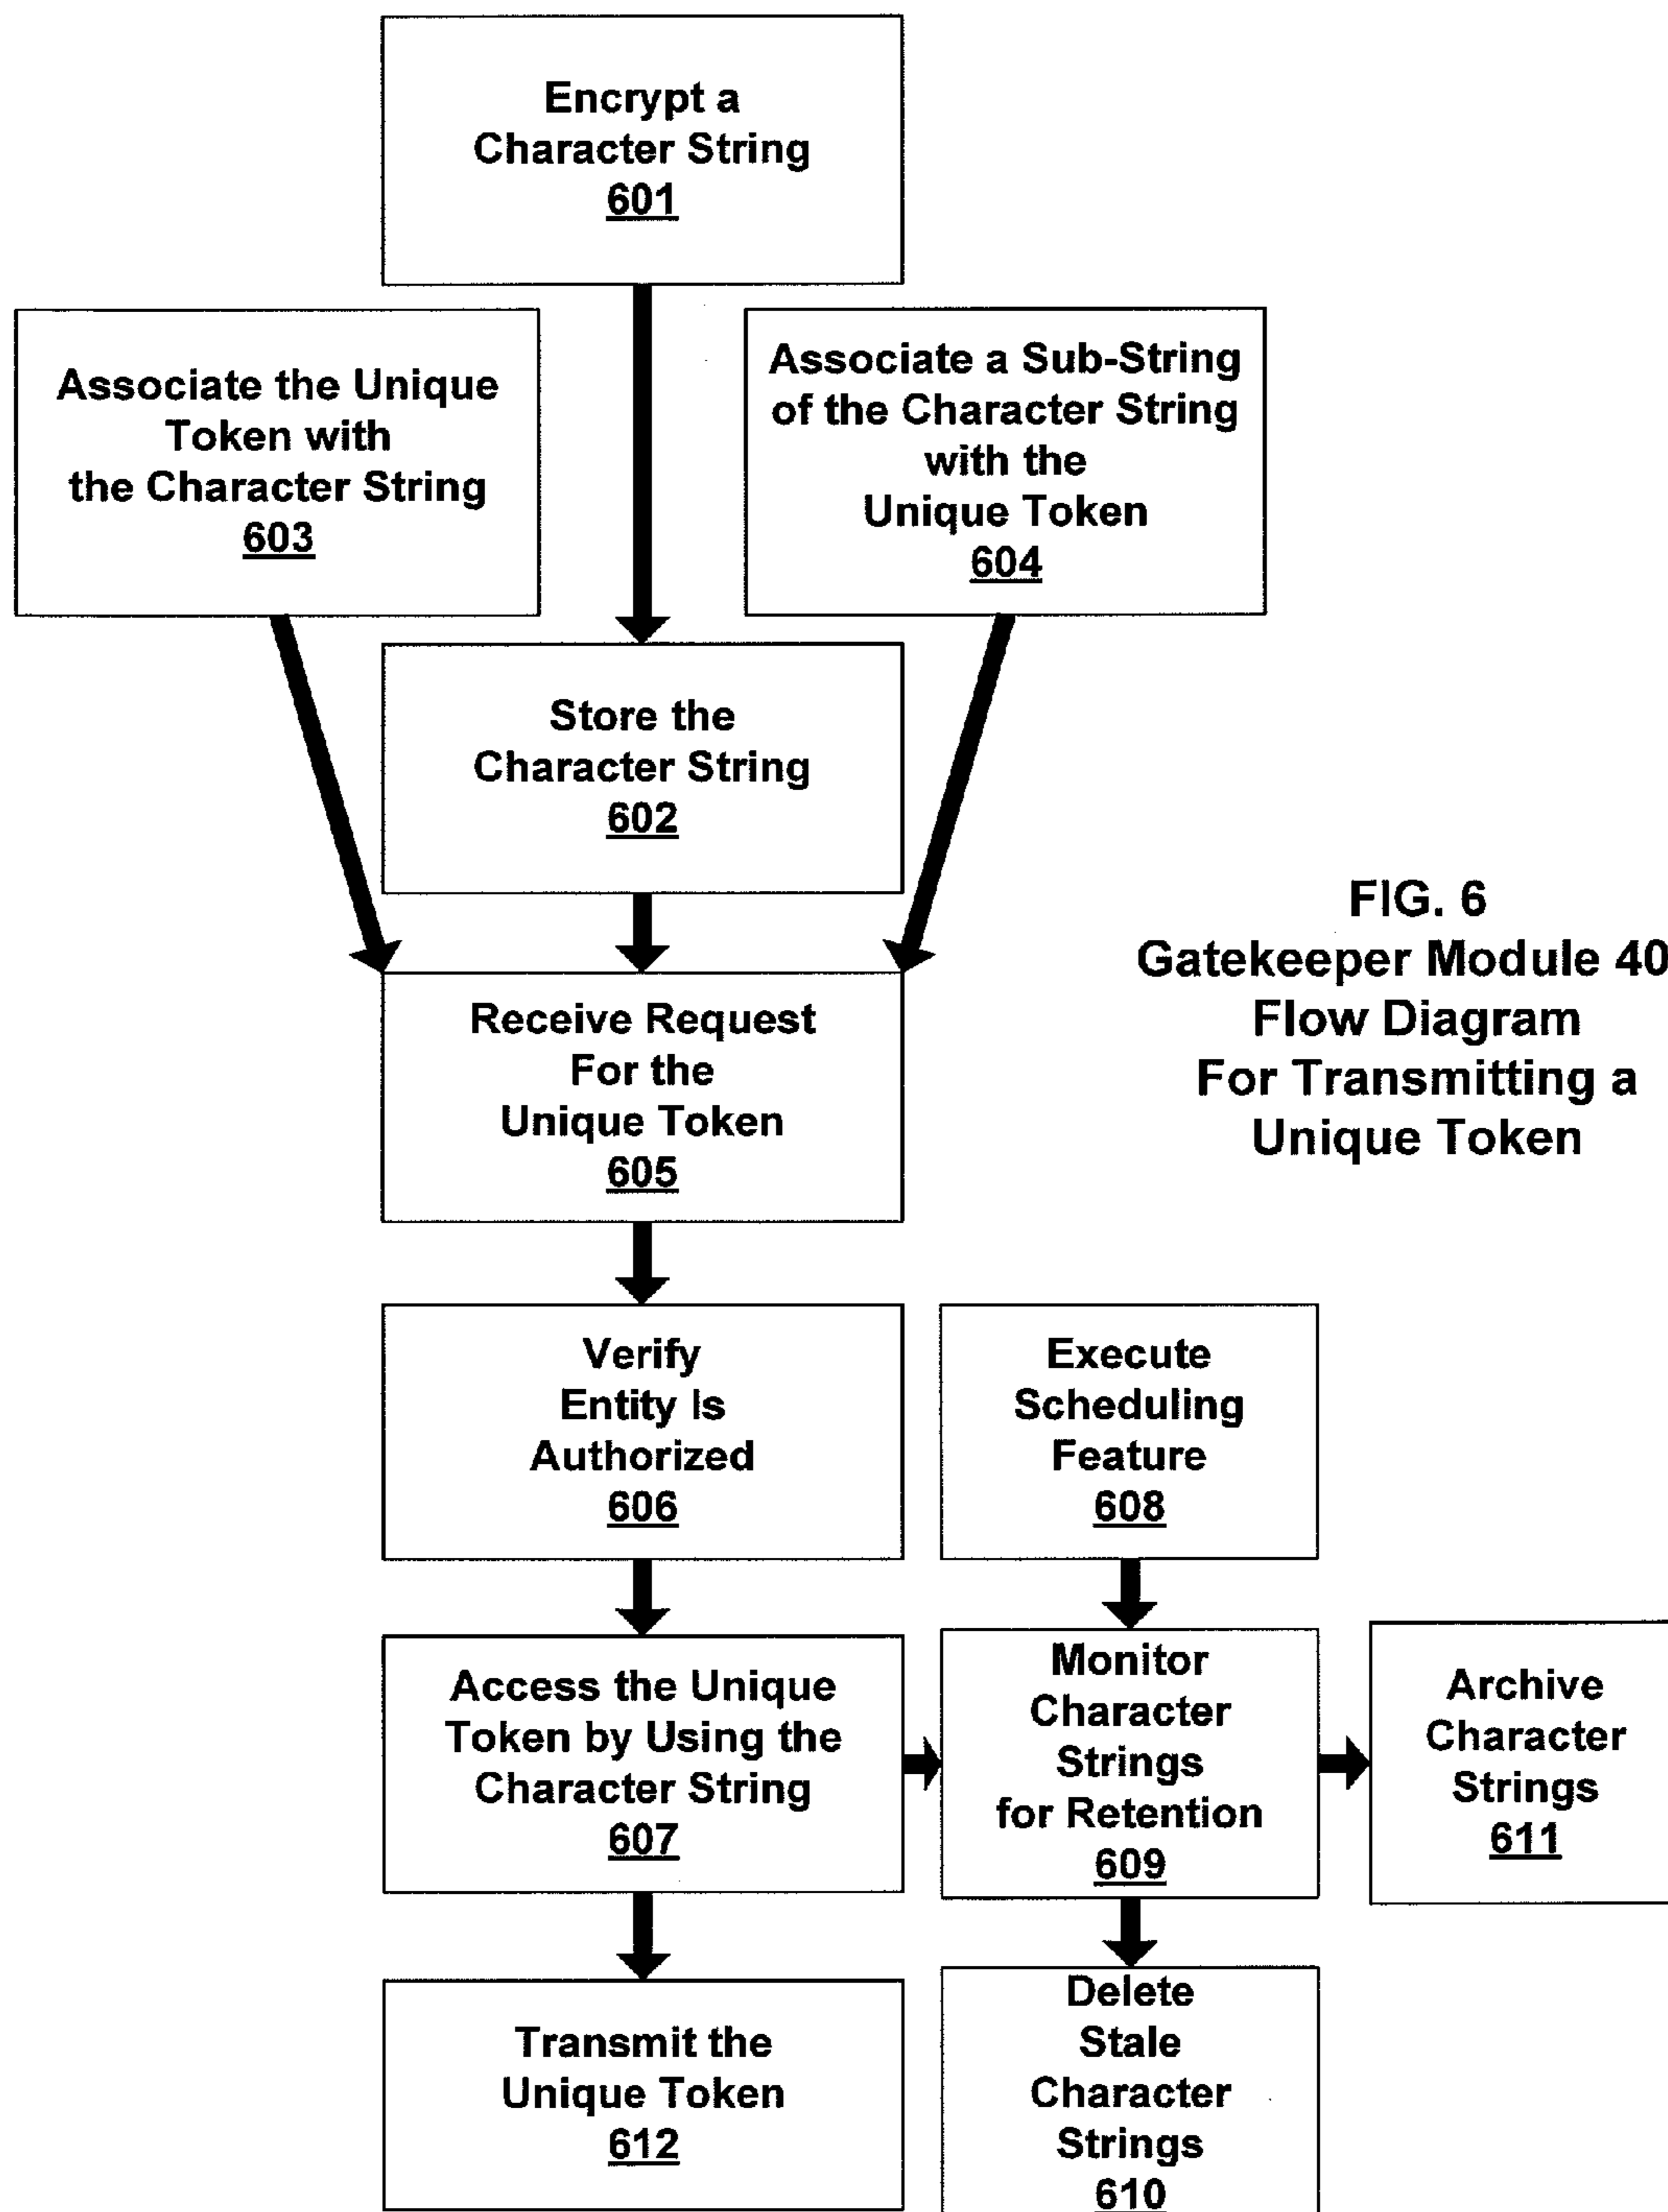 Encrypt a
Character String
601
Associate the Unique
Token with
the Character String
603
Associate a Sub-String
of the Character String
with the
Unique Token
604
Store the
Character String
602
FIG. 6
Gatekeeper Module 40
Flow Diagram
For Transmitting a
Unique Token
Receive Request
For the
Unique Token
605
Verify
Entity Is
Authorized
606
Execute
Scheduling
Feature
608
Access the Unique
Token by Using the
Character String
607
Monitor
Character
Strings
for Retention
609
Archive
Character
Strings
611
Transmit the
Unique Token
612
Delete
Stale
Character
Strings
610